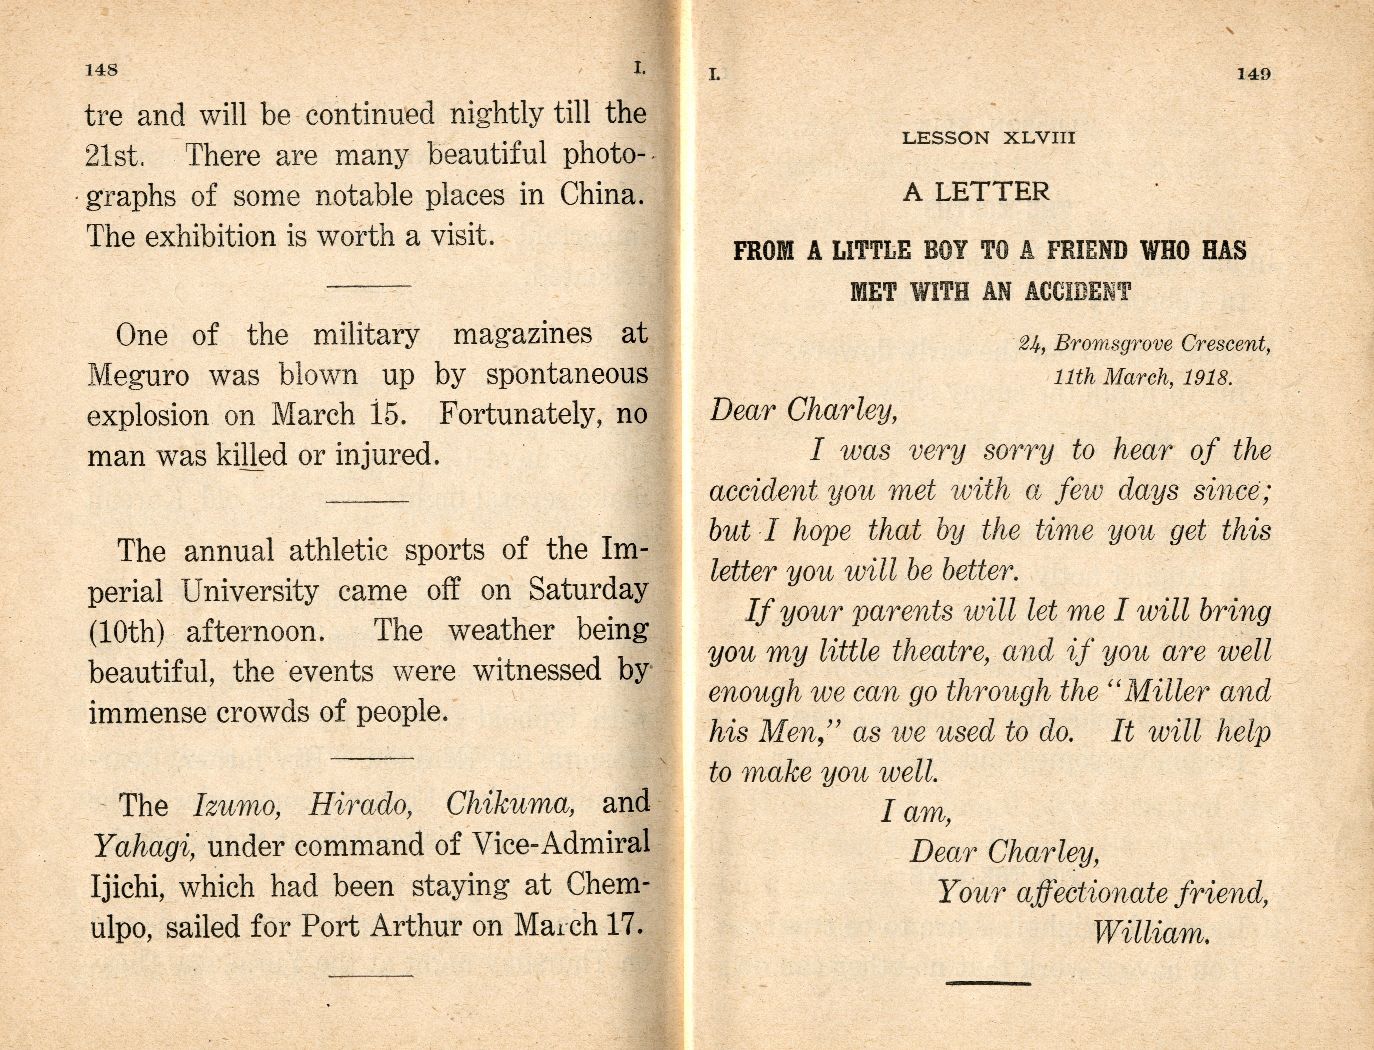 148 I.
tre and will be continued nightly till the
21st. There are many beautiful photo-
graphs of some notable places in China.
The exhibition is worth a visit.
One of the military magazines at
Meguro was blown up by spontaneous
explosion on March 15. Fortunately, no
man was killed or injured.
The annual athletic sports of the Im-
perial University came off on Saturday
(10th) afternoon. The weather being
beautiful, the events were witnessed by
immense crowds of people.
The Izumo, Hirado, Chikuma, and
Yahagi, under command of Vice-Admiral
Ijichi, which had been staying at Chem-
ulpo, sailed for Port Arthur on March 17.
I. 149
LESSON XLVIII
A LETTER
FROM A LITTLE BOY TO A FRIEND WHO HAS
MET WITH AN ACCIDENT
24, Bromsgrove Crescent,
11th March, 1918.
Dear Charley,
I was very sorry to hear of the
accident you met with a few days since;
but I hope that by the time you get this
letter you will be better.
If your parents will let me I will bring
you my little theatre, and if you are well
enough we can go through the “Miller and
his Men,” as we used to do. It will help
to make you well.
I am,
Dear Charley,
Your affectionate friend,
William.